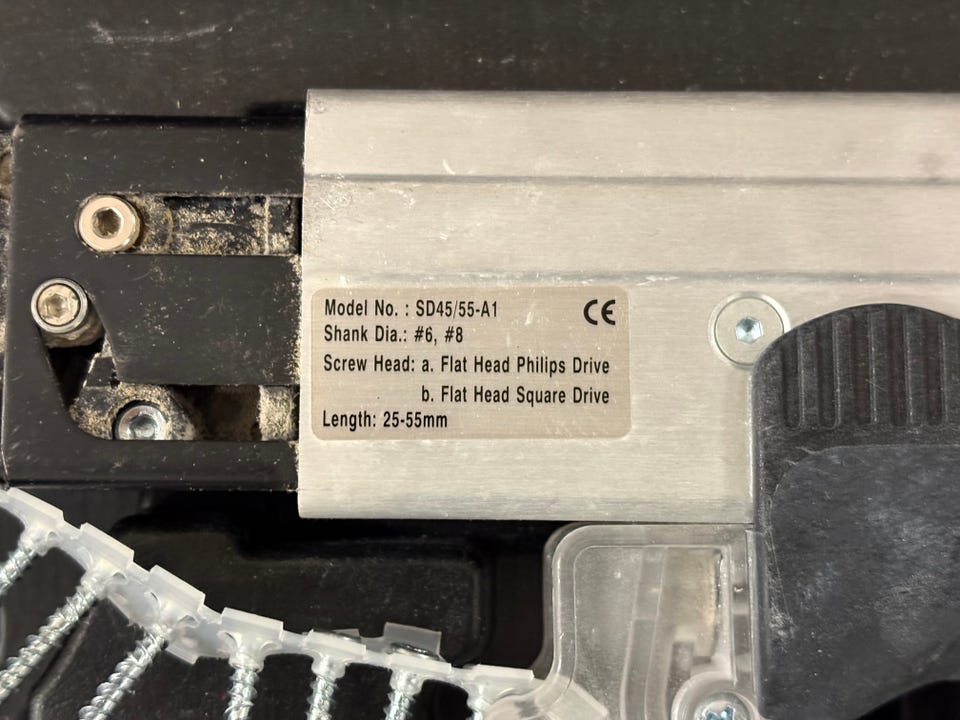 Model No. : SD45/55-A1 CE
Shank Dia.: #6, #8
Screw Head: a. Flat Head Philips Drive
b. Flat Head Square Drive
Length: 25-55mm